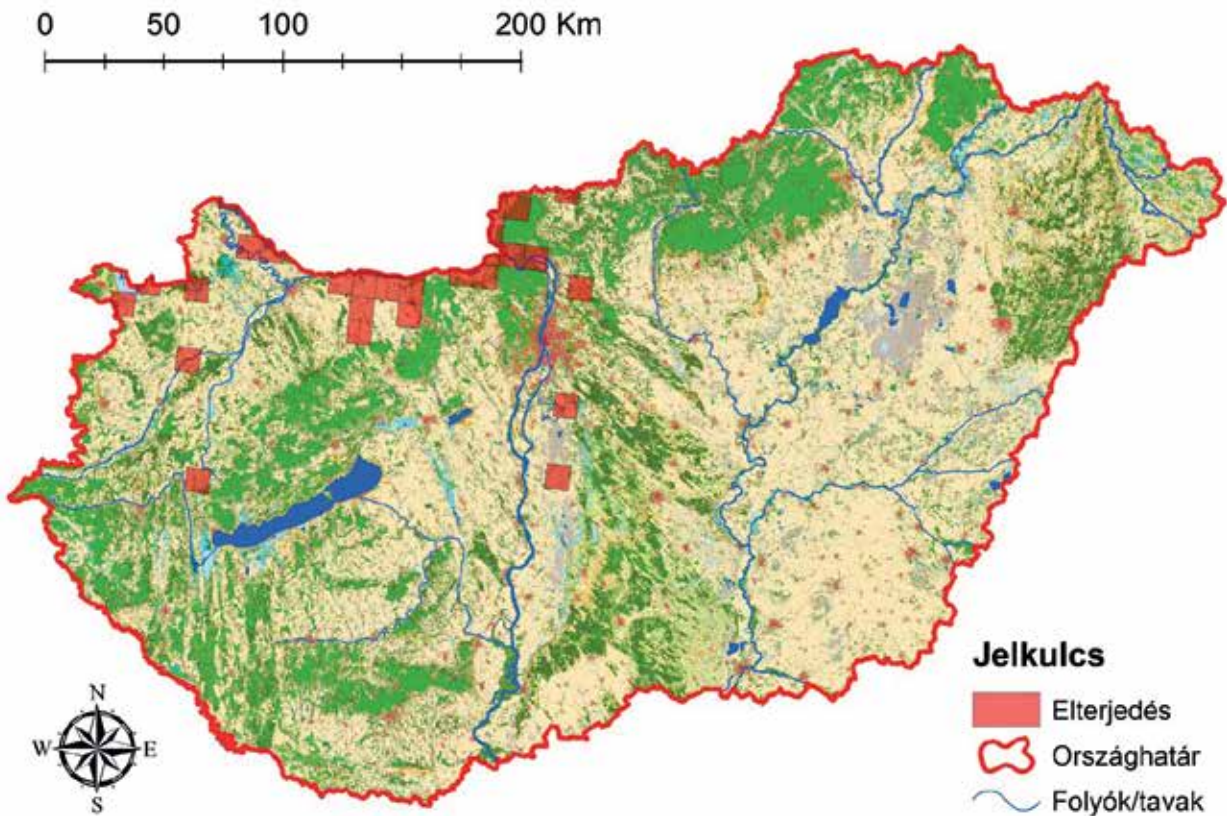 0 50 100 200 Km
N
W E
S
Jelkulcs
Elterjedés
Országhatár
Folyók/tavak